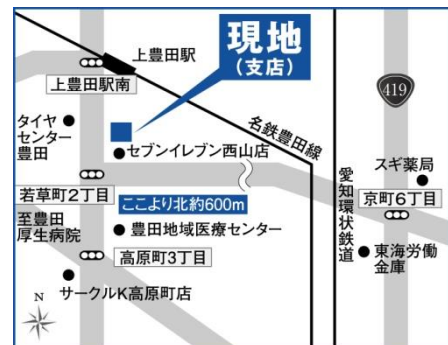 上豊田駅
上豊田駅南
現地
(支店)
419
タイヤ
センター
豊田
名鉄豊田線
セブンイレブン西山店
スギ薬局
若草町2丁目
ここより北約600m
愛知環状鉄道
京町6丁目
至豊田
厚生病院
豊田地域医療センター
高原町3丁目
東海労働
金庫
N
サークルK高原町店